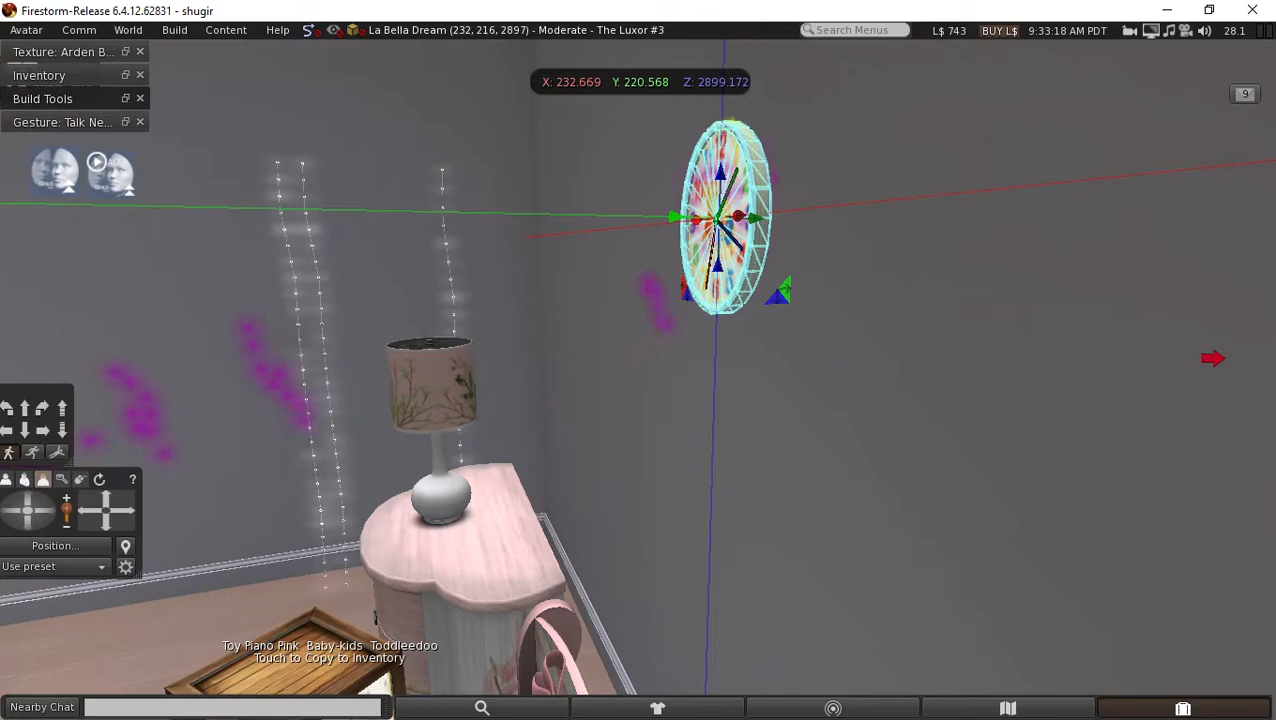 Firestorm-Release 6.4.12.62831 - shugir
Avatar Comm World Build Content Help La Bella Dream (232, 216, 2897) - Moderate - The Luxor #3 Search Menus L$ 743 BUY L$ 9:33:18 AM PDT 28.1
Texture: Arden B...
X: 232.669 Y: 220.568 Z: 2899.172
Inventory
Build Tools
9
Gesture: Talk Ne...
?
Position...
Use preset
Toy Piano Pink Baby-kids Toddleedoo
Touch to Copy to Inventory
Nearby Chat